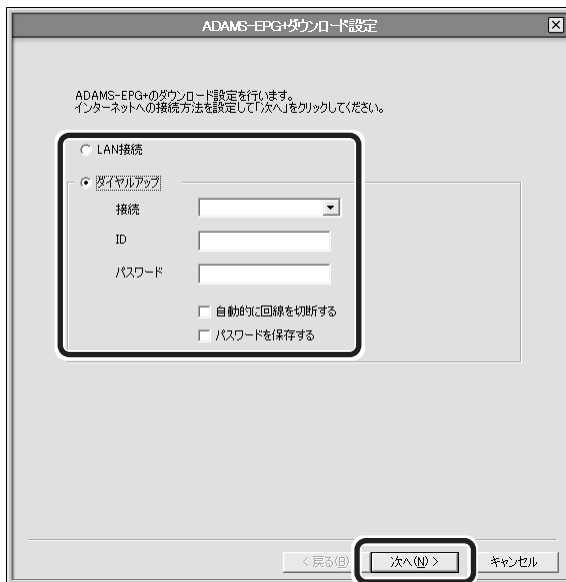 ADAMS-EPG+ダウンロード設定
ADAMS-EPG+のダウンロード設定を行います。
インターネットへの接続方法を設定して「次へ」をクリックしてください。
LAN接続
ダイヤルアップ
接続
ID
パスワード
自動的に回線を切断する
パスワードを保存する
< 戻る(B)
次へ(N) >
キャンセル